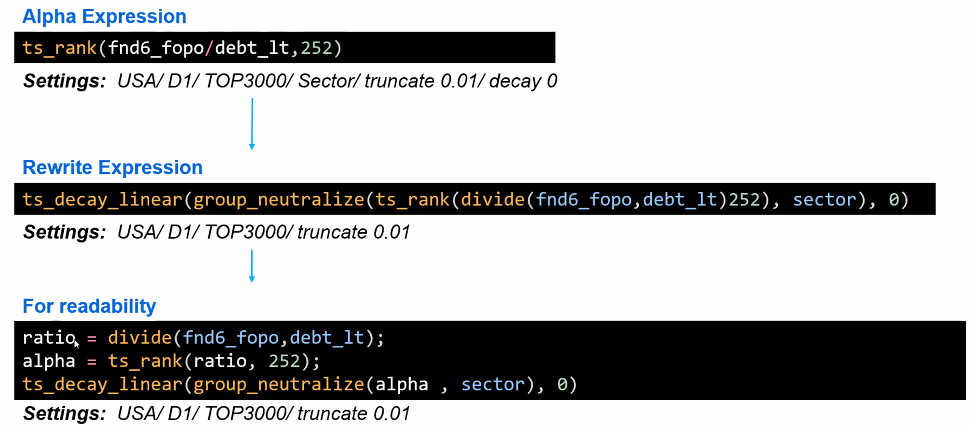 Alpha Expression
ts_rank(fnd6_fopo/debt_lt,252)
Settings: USA/ D1/ TOP3000/ Sector/ truncate 0.01/ decay 0
Rewrite Expression
ts_decay_linear(group_neutralize(ts_rank(divide(fnd6_fopo,debt_lt)252), sector), 0)
Settings: USA/ D1/ TOP3000/ truncate 0.01
For readability
ratio = divide(fnd6_fopo,debt_lt);
alpha = ts_rank(ratio, 252);
ts_decay_linear(group_neutralize(alpha , sector), 0)
Settings: USA/ D1/ TOP3000/ truncate 0.01